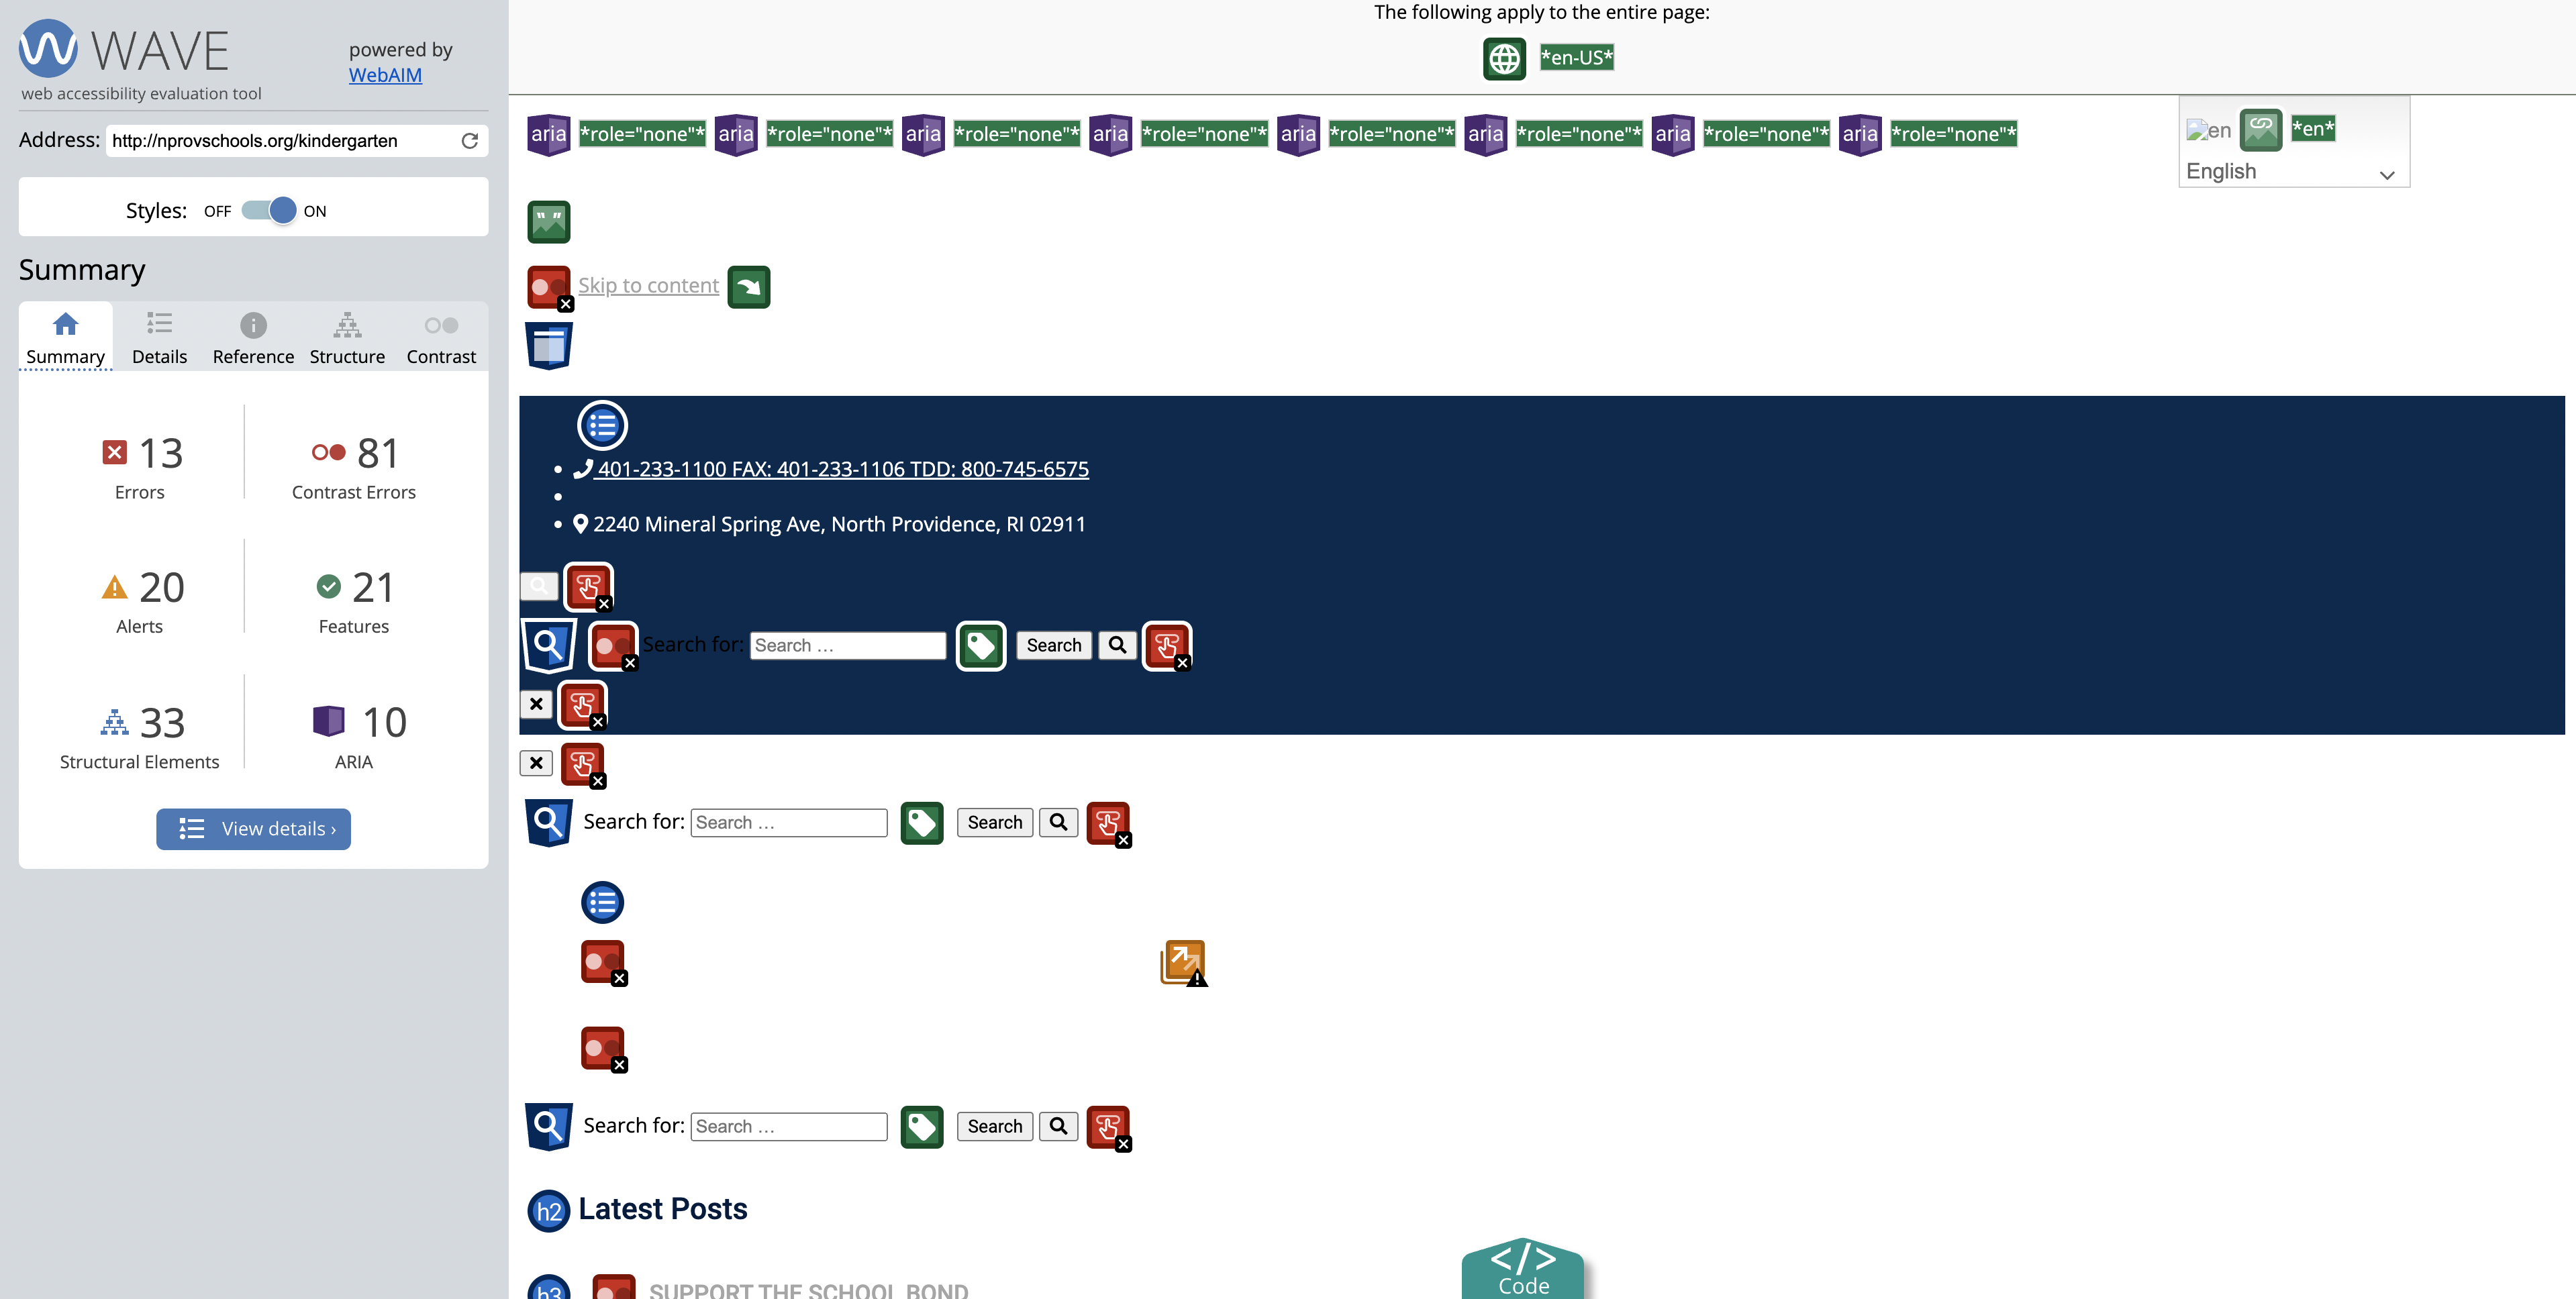 WAVE
powered by
WebAIM
web accessibility evaluation tool
Address: http://nprovschools.org/kindergarten
Styles: OFF ON
Summary
Summary Details Reference Structure Contrast
13 81
Errors Contrast Errors
20 21
Alerts Features
33 10
Structural Elements ARIA
View details ›
The following apply to the entire page:
*en-US*
aria *role="none"* aria *role="none"* aria *role="none"* aria *role="none"* aria *role="none"* aria *role="none"* aria *role="none"* aria *role="none"*
en *en*
English
Skip to content
401-233-1100 FAX: 401-233-1106 TDD: 800-745-6575
2240 Mineral Spring Ave, North Providence, RI 02911
Search for: Search … Search
Search for: Search … Search
Search for: Search … Search
h2 Latest Posts
h3 SUPPORT THE SCHOOL BOND
</>
Code